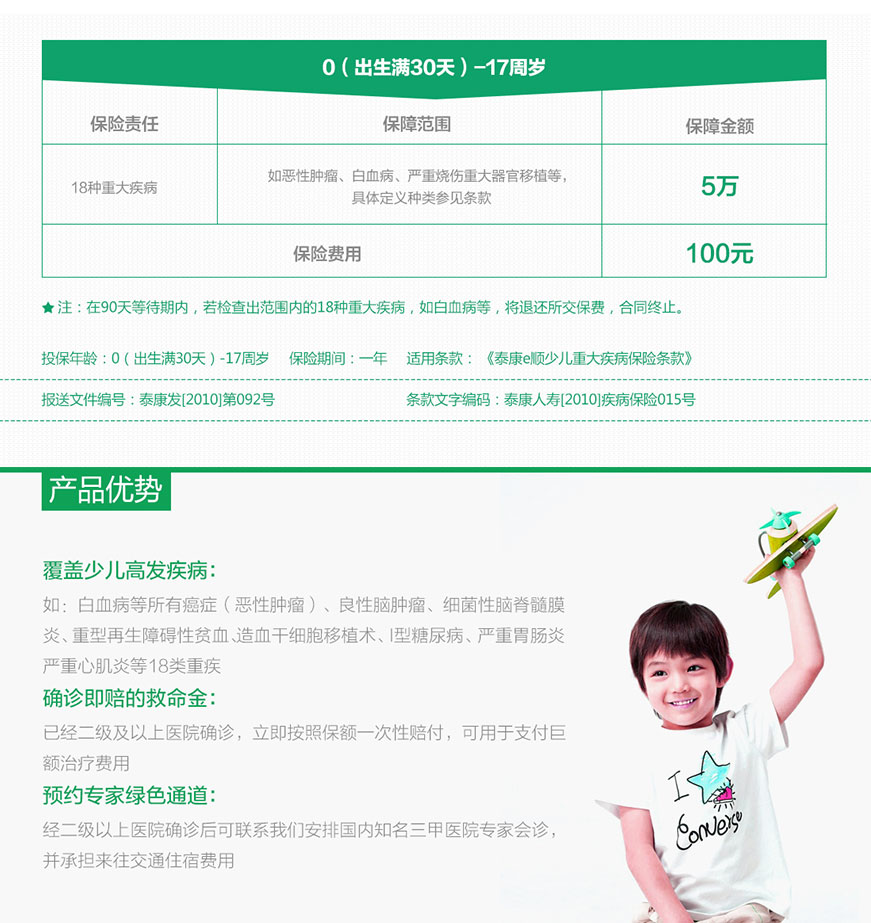 0（出生满30天）-17周岁
保险责任 保障范围 保障金额
18种重大疾病
如恶性肿瘤、白血病、严重烧伤重大器官移植等，
具体定义种类参见条款
5万
保险费用 100元
★注：在90天等待期内，若检查出范围内的18种重大疾病，如白血病等，将退还所交保费，合同终止。
投保年龄：0（出生满30天）-17周岁 保险期间：一年 适用条款：《泰康e顺少儿重大疾病保险条款》
报送文件编号：泰康发[2010]第092号 条款文字编码：泰康人寿[2010]疾病保险015号
产品优势
覆盖少儿高发疾病：
如：白血病等所有癌症（恶性肿瘤）、良性脑肿瘤、细菌性脑脊髓膜
炎、重型再生障碍性贫血、造血干细胞移植术、I型糖尿病、严重胃肠炎
严重心肌炎等18类重疾
确诊即赔的救命金：
已经二级及以上医院确诊，立即按照保额一次性赔付，可用于支付巨
额治疗费用
预约专家绿色通道：
经二级以上医院确诊后可联系我们安排国内知名三甲医院专家会诊，
并承担来往交通住宿费用
I
Converse